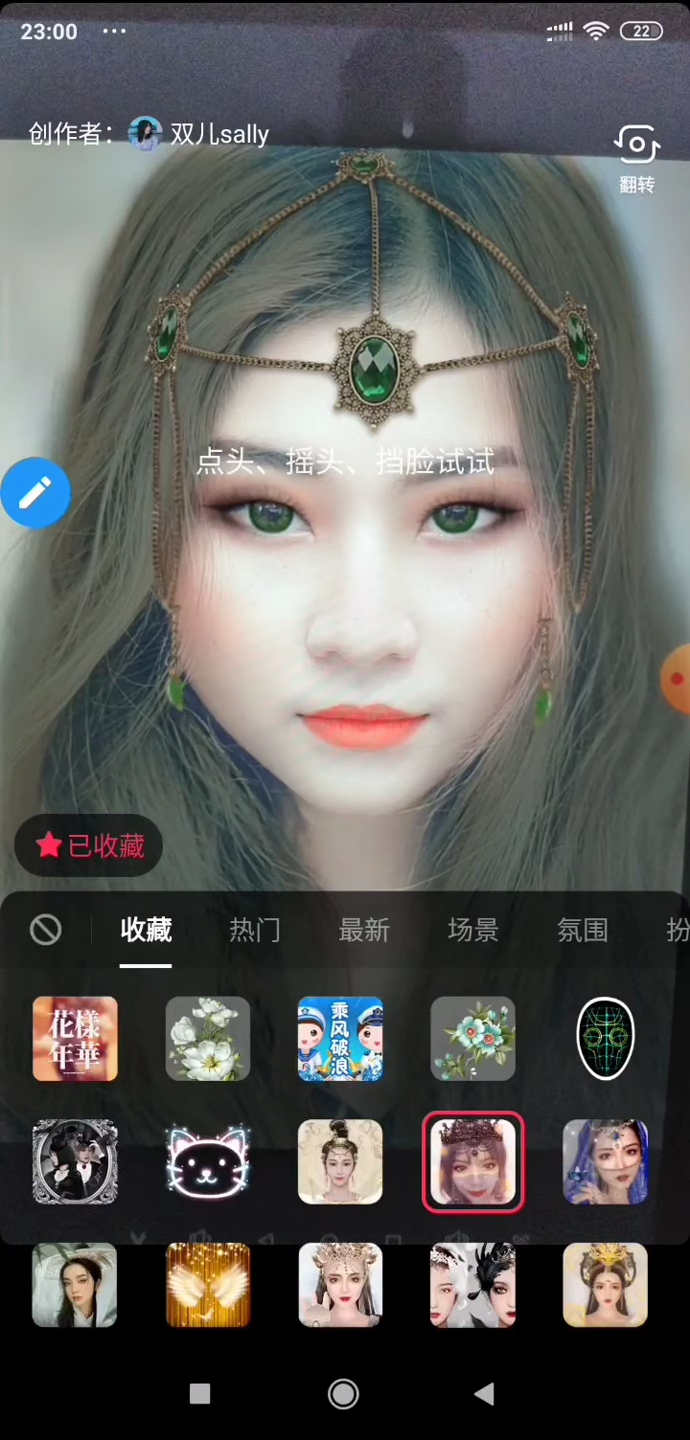 23:00
22
创作者：双儿sally
翻转
点头、摇头、挡脸试试
已收藏
收藏 热门 最新 场景 氛围 扮
花樣年華
乘风破浪